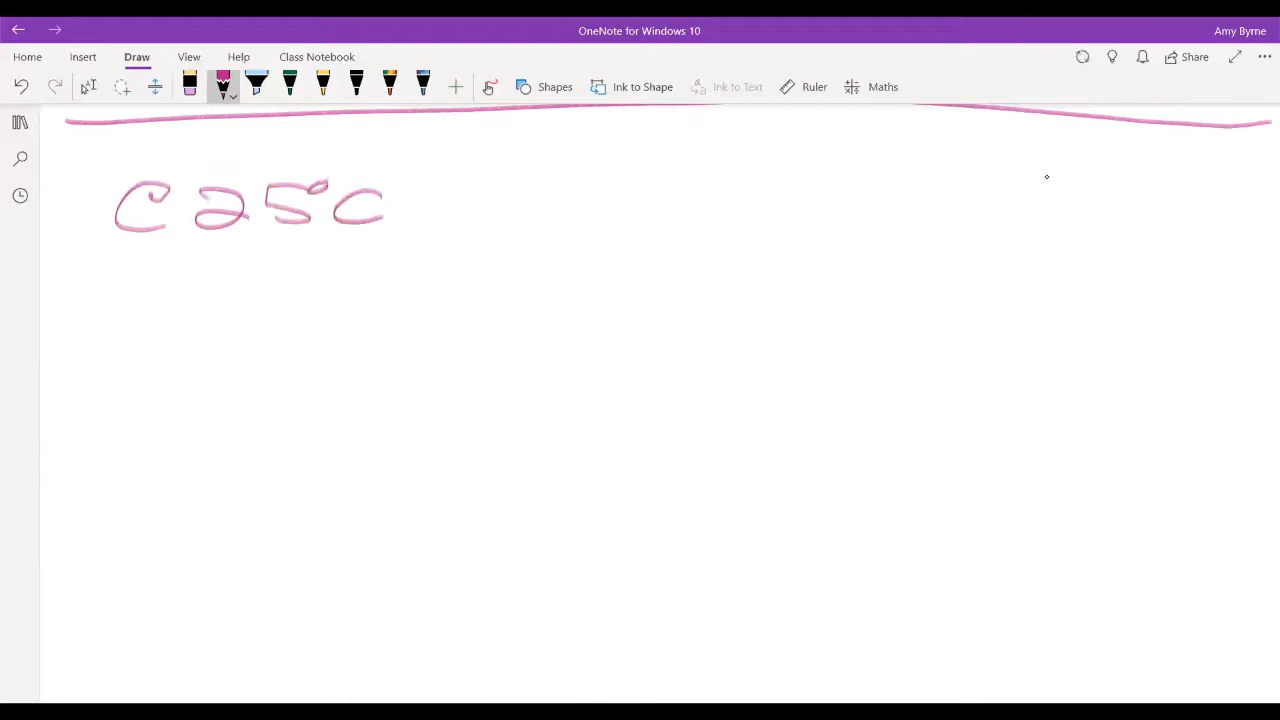 OneNote for Windows 10
Amy Byrne
Home Insert Draw View Help Class Notebook
Share
Shapes Ink to Shape Ink to Text Ruler Maths
C 25°C